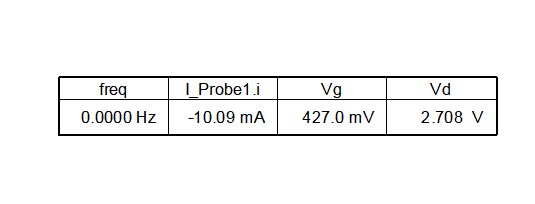 freq I_Probe1.i Vg Vd
0.0000 Hz -10.09 mA 427.0 mV 2.708 V